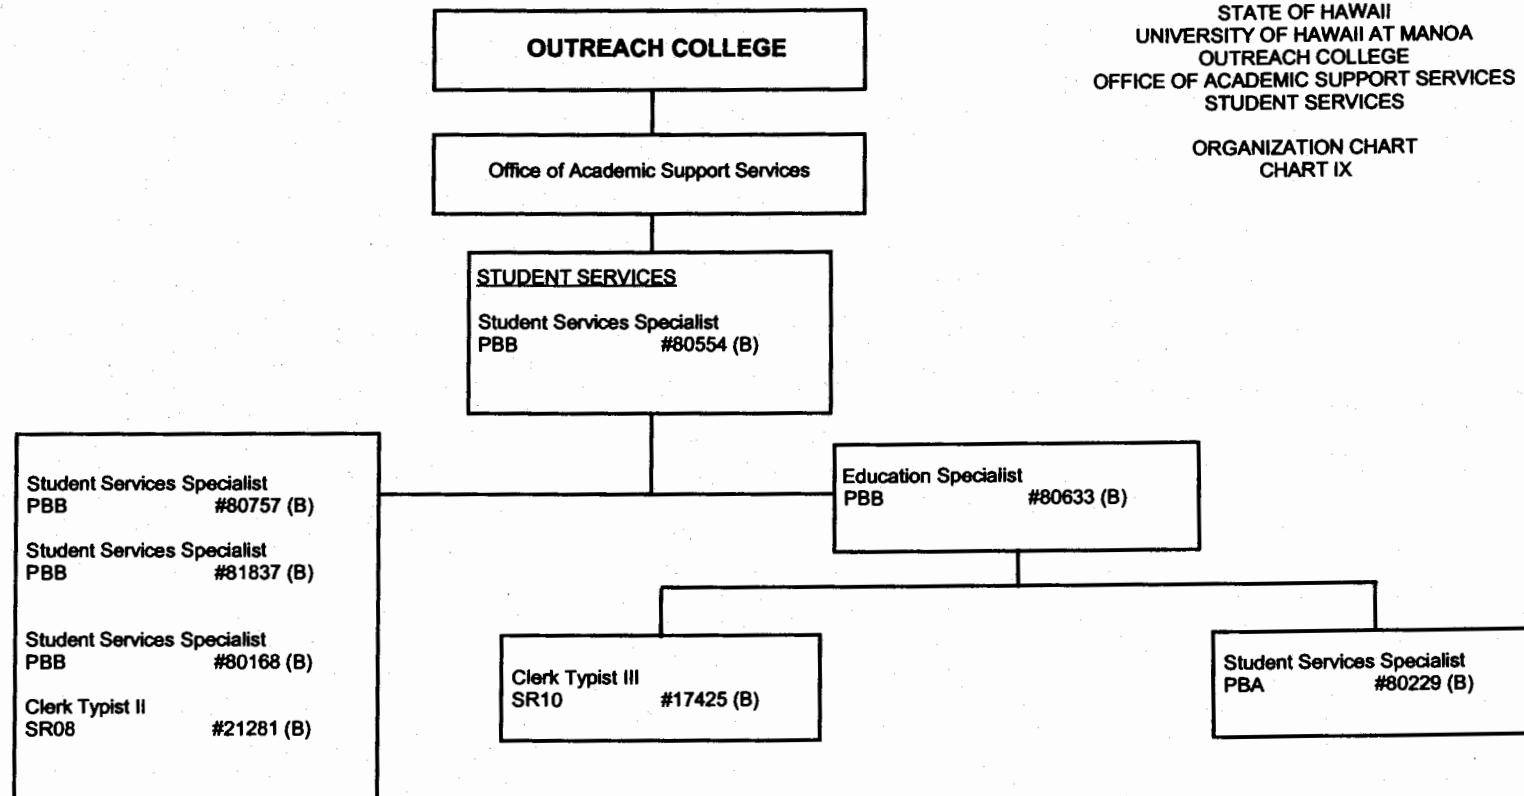 STATE OF HAWAII
UNIVERSITY OF HAWAII AT MANOA
OUTREACH COLLEGE
OFFICE OF ACADEMIC SUPPORT SERVICES
STUDENT SERVICES
ORGANIZATION CHART
CHART IX
OUTREACH COLLEGE
Office of Academic Support Services
STUDENT SERVICES
Student Services Specialist
PBB #80554 (B)
Student Services Specialist
PBB #80757 (B)
Student Services Specialist
PBB #81837 (B)
Student Services Specialist
PBB #80168 (B)
Clerk Typist II
SR08 #21281 (B)
Education Specialist
PBB #80633 (B)
Clerk Typist III
SR10 #17425 (B)
Student Services Specialist
PBA #80229 (B)